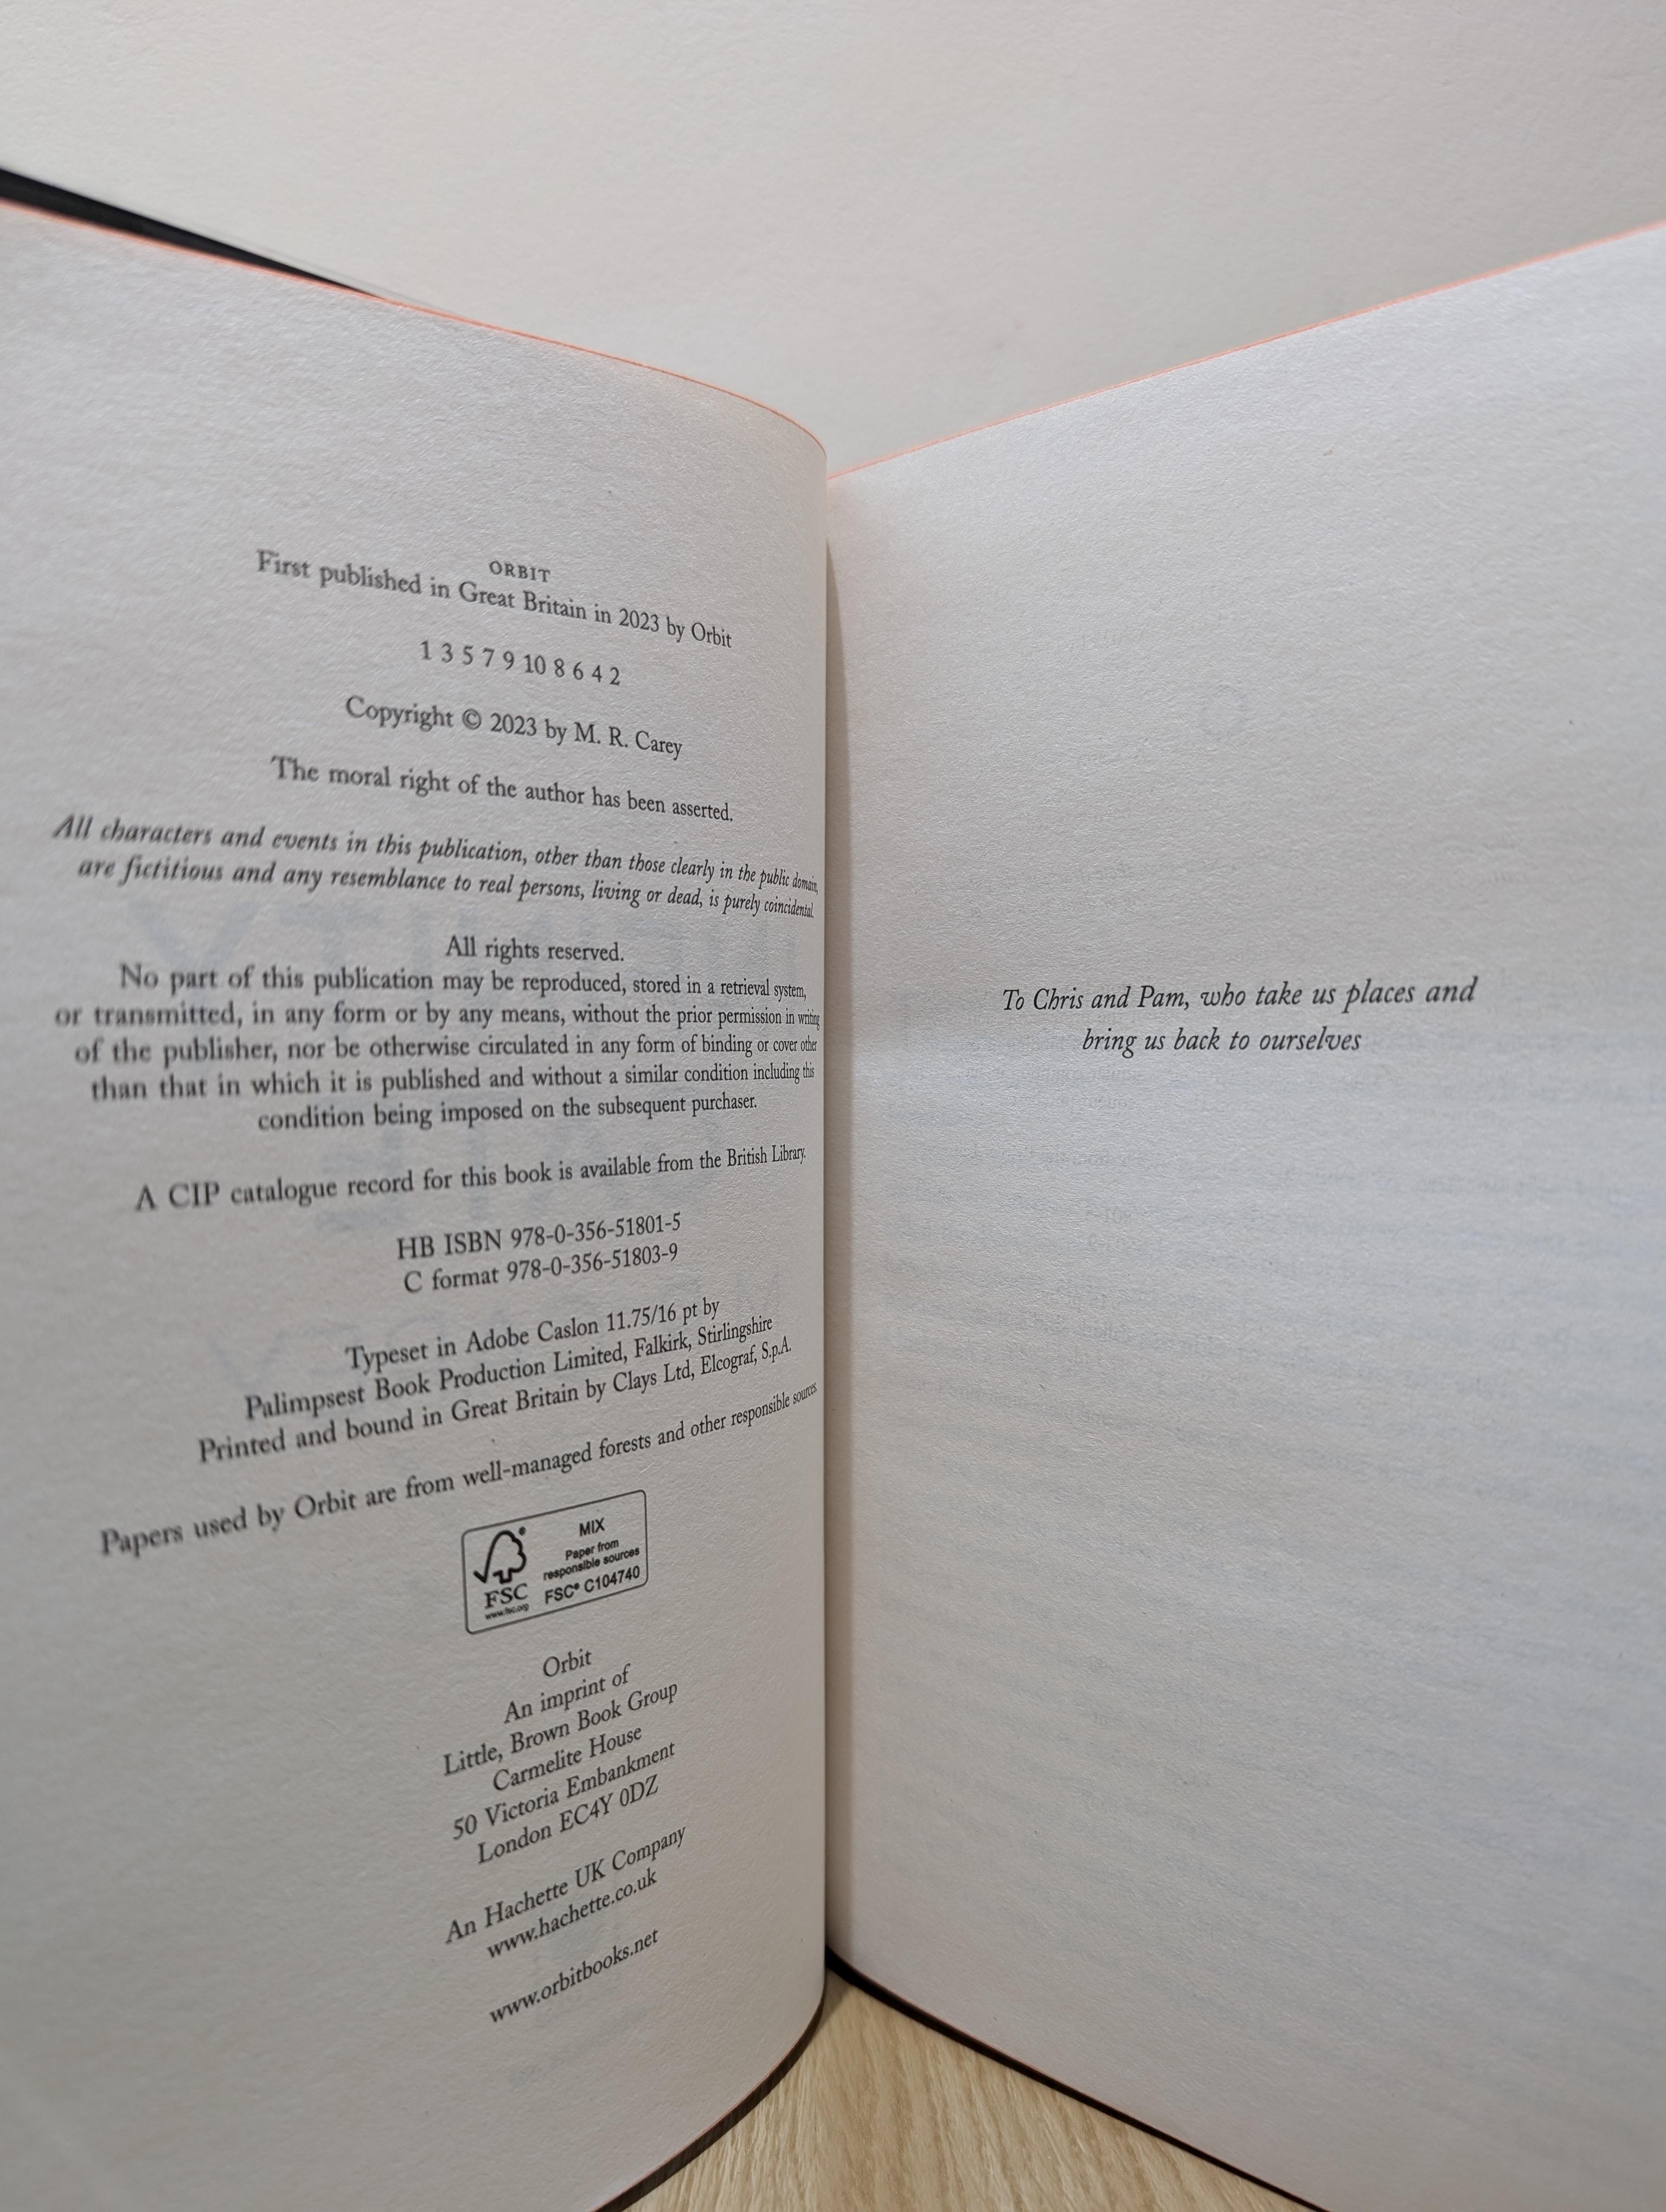 ORBIT
First published in Great Britain in 2023 by Orbit
1 3 5 7 9 10 8 6 4 2
Copyright © 2023 by M. R. Carey
The moral right of the author has been asserted.
All characters and events in this publication, other than those clearly in the public domain,
are fictitious and any resemblance to real persons, living or dead, is purely coincidental.
All rights reserved.
No part of this publication may be reproduced, stored in a retrieval system,
or transmitted, in any form or by any means, without the prior permission in writing
of the publisher, nor be otherwise circulated in any form of binding or cover other
than that in which it is published and without a similar condition including this
condition being imposed on the subsequent purchaser.
A CIP catalogue record for this book is available from the British Library.
HB ISBN 978-0-356-51801-5
C format 978-0-356-51803-9
Typeset in Adobe Caslon 11.75/16 pt by
Palimpsest Book Production Limited, Falkirk, Stirlingshire
Printed and bound in Great Britain by Clays Ltd, Elcograf, S.p.A.
Papers used by Orbit are from well-managed forests and other responsible sources.
MIX
Paper from
responsible sources
FSC® C104740
FSC
www.fsc.org
Orbit
An imprint of
Little, Brown Book Group
Carmelite House
50 Victoria Embankment
London EC4Y 0DZ
An Hachette UK Company
www.hachette.co.uk
www.orbitbooks.net
To Chris and Pam, who take us places and
bring us back to ourselves